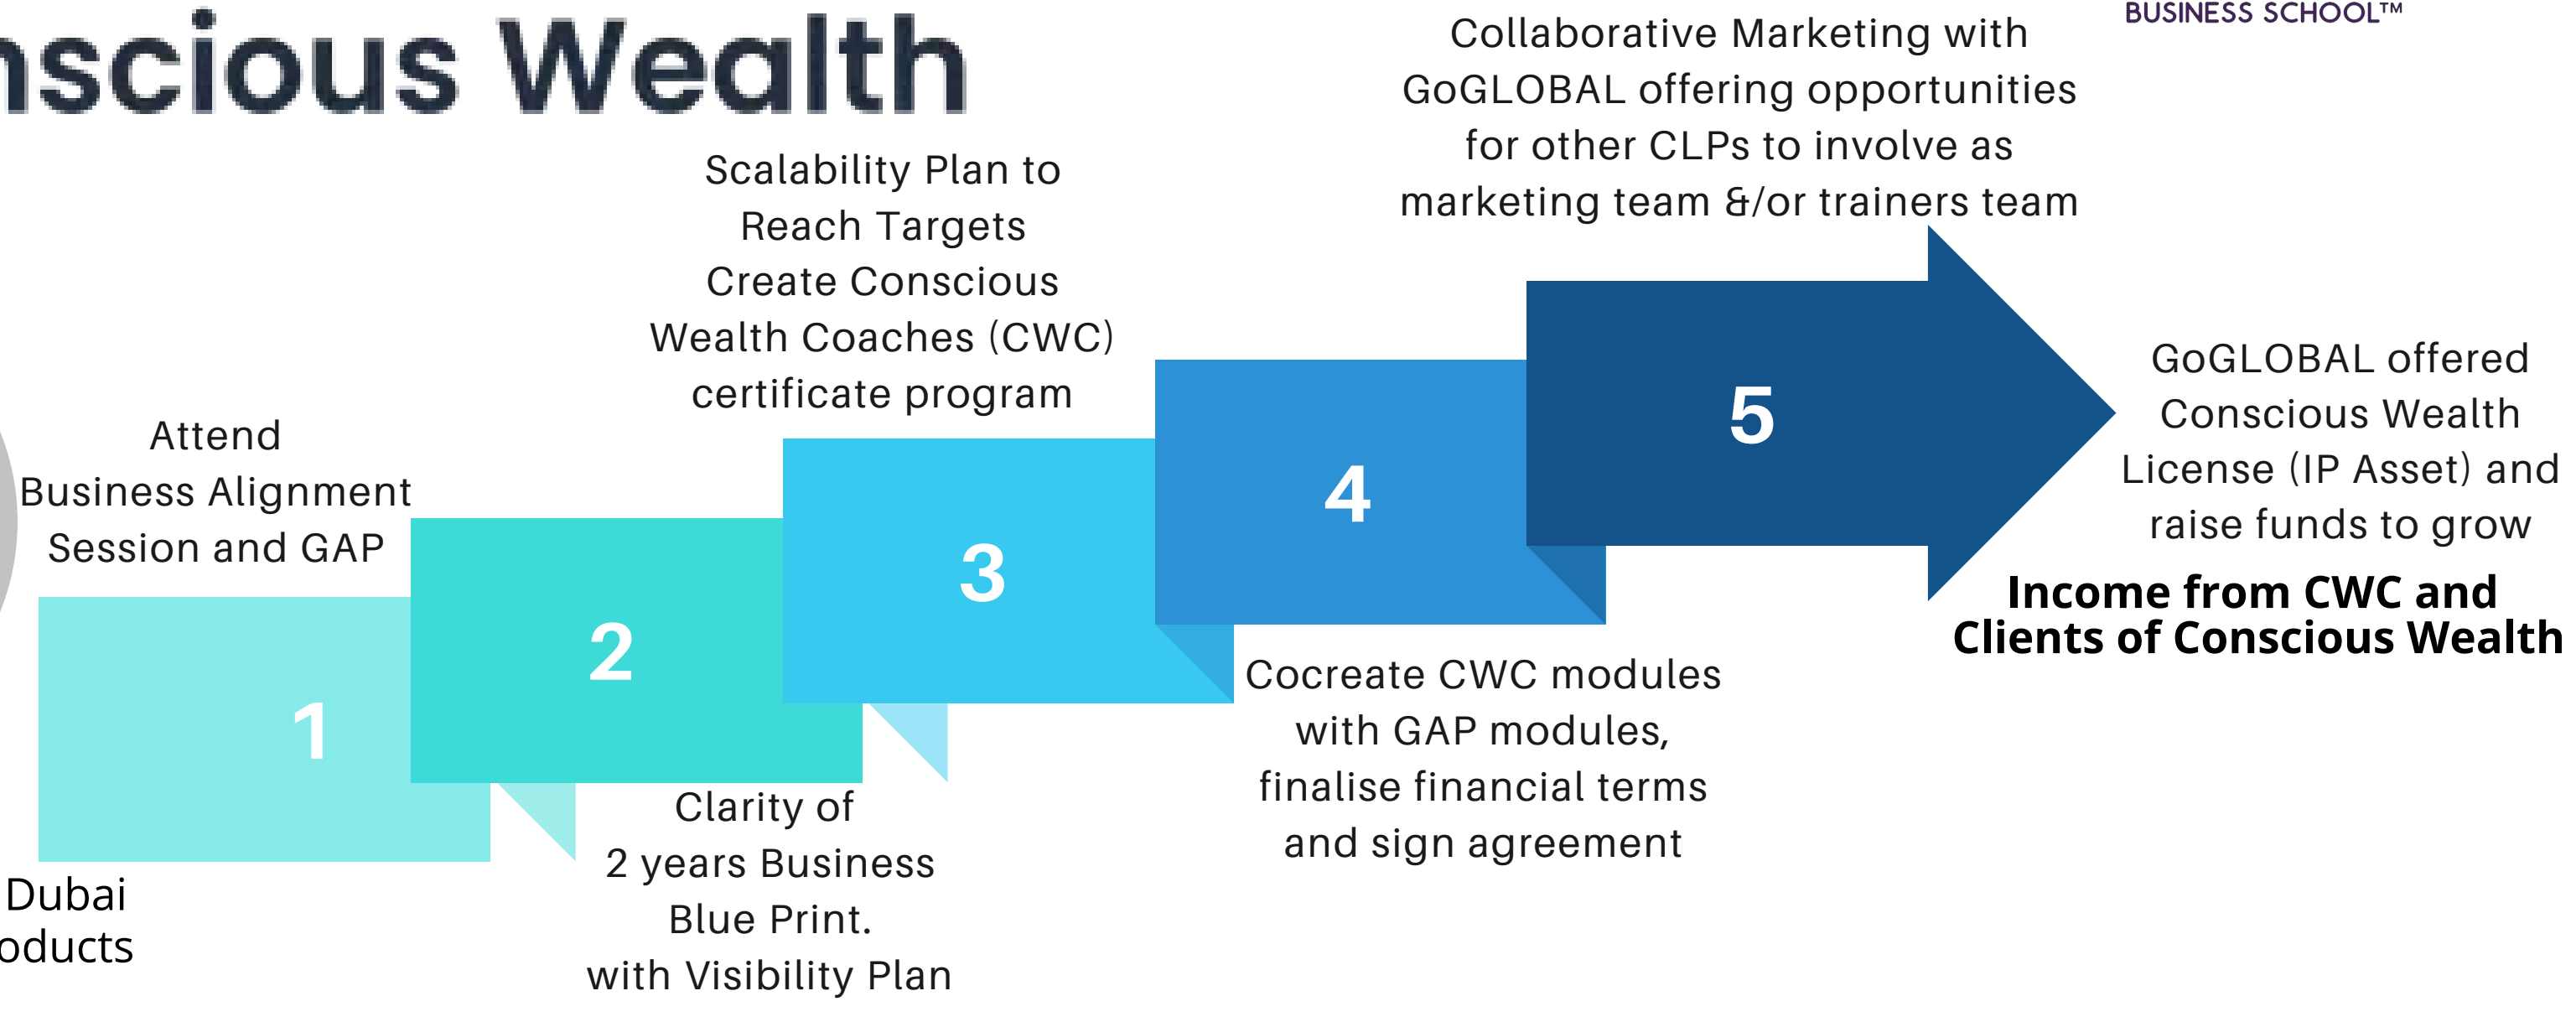 nscious Wealth
BUSINESS SCHOOL™
Attend
Business Alignment
Session and GAP
1
Dubai
oducts
2
Clarity of
2 years Business
Blue Print.
with Visibility Plan
Scalability Plan to
Reach Targets
Create Conscious
Wealth Coaches (CWC)
certificate program
3
4
Cocreate CWC modules
with GAP modules,
finalise financial terms
and sign agreement
Collaborative Marketing with
GoGLOBAL offering opportunities
for other CLPs to involve as
marketing team &/or trainers team
5
GoGLOBAL offered
Conscious Wealth
License (IP Asset) and
raise funds to grow
Income from CWC and
Clients of Conscious Wealth